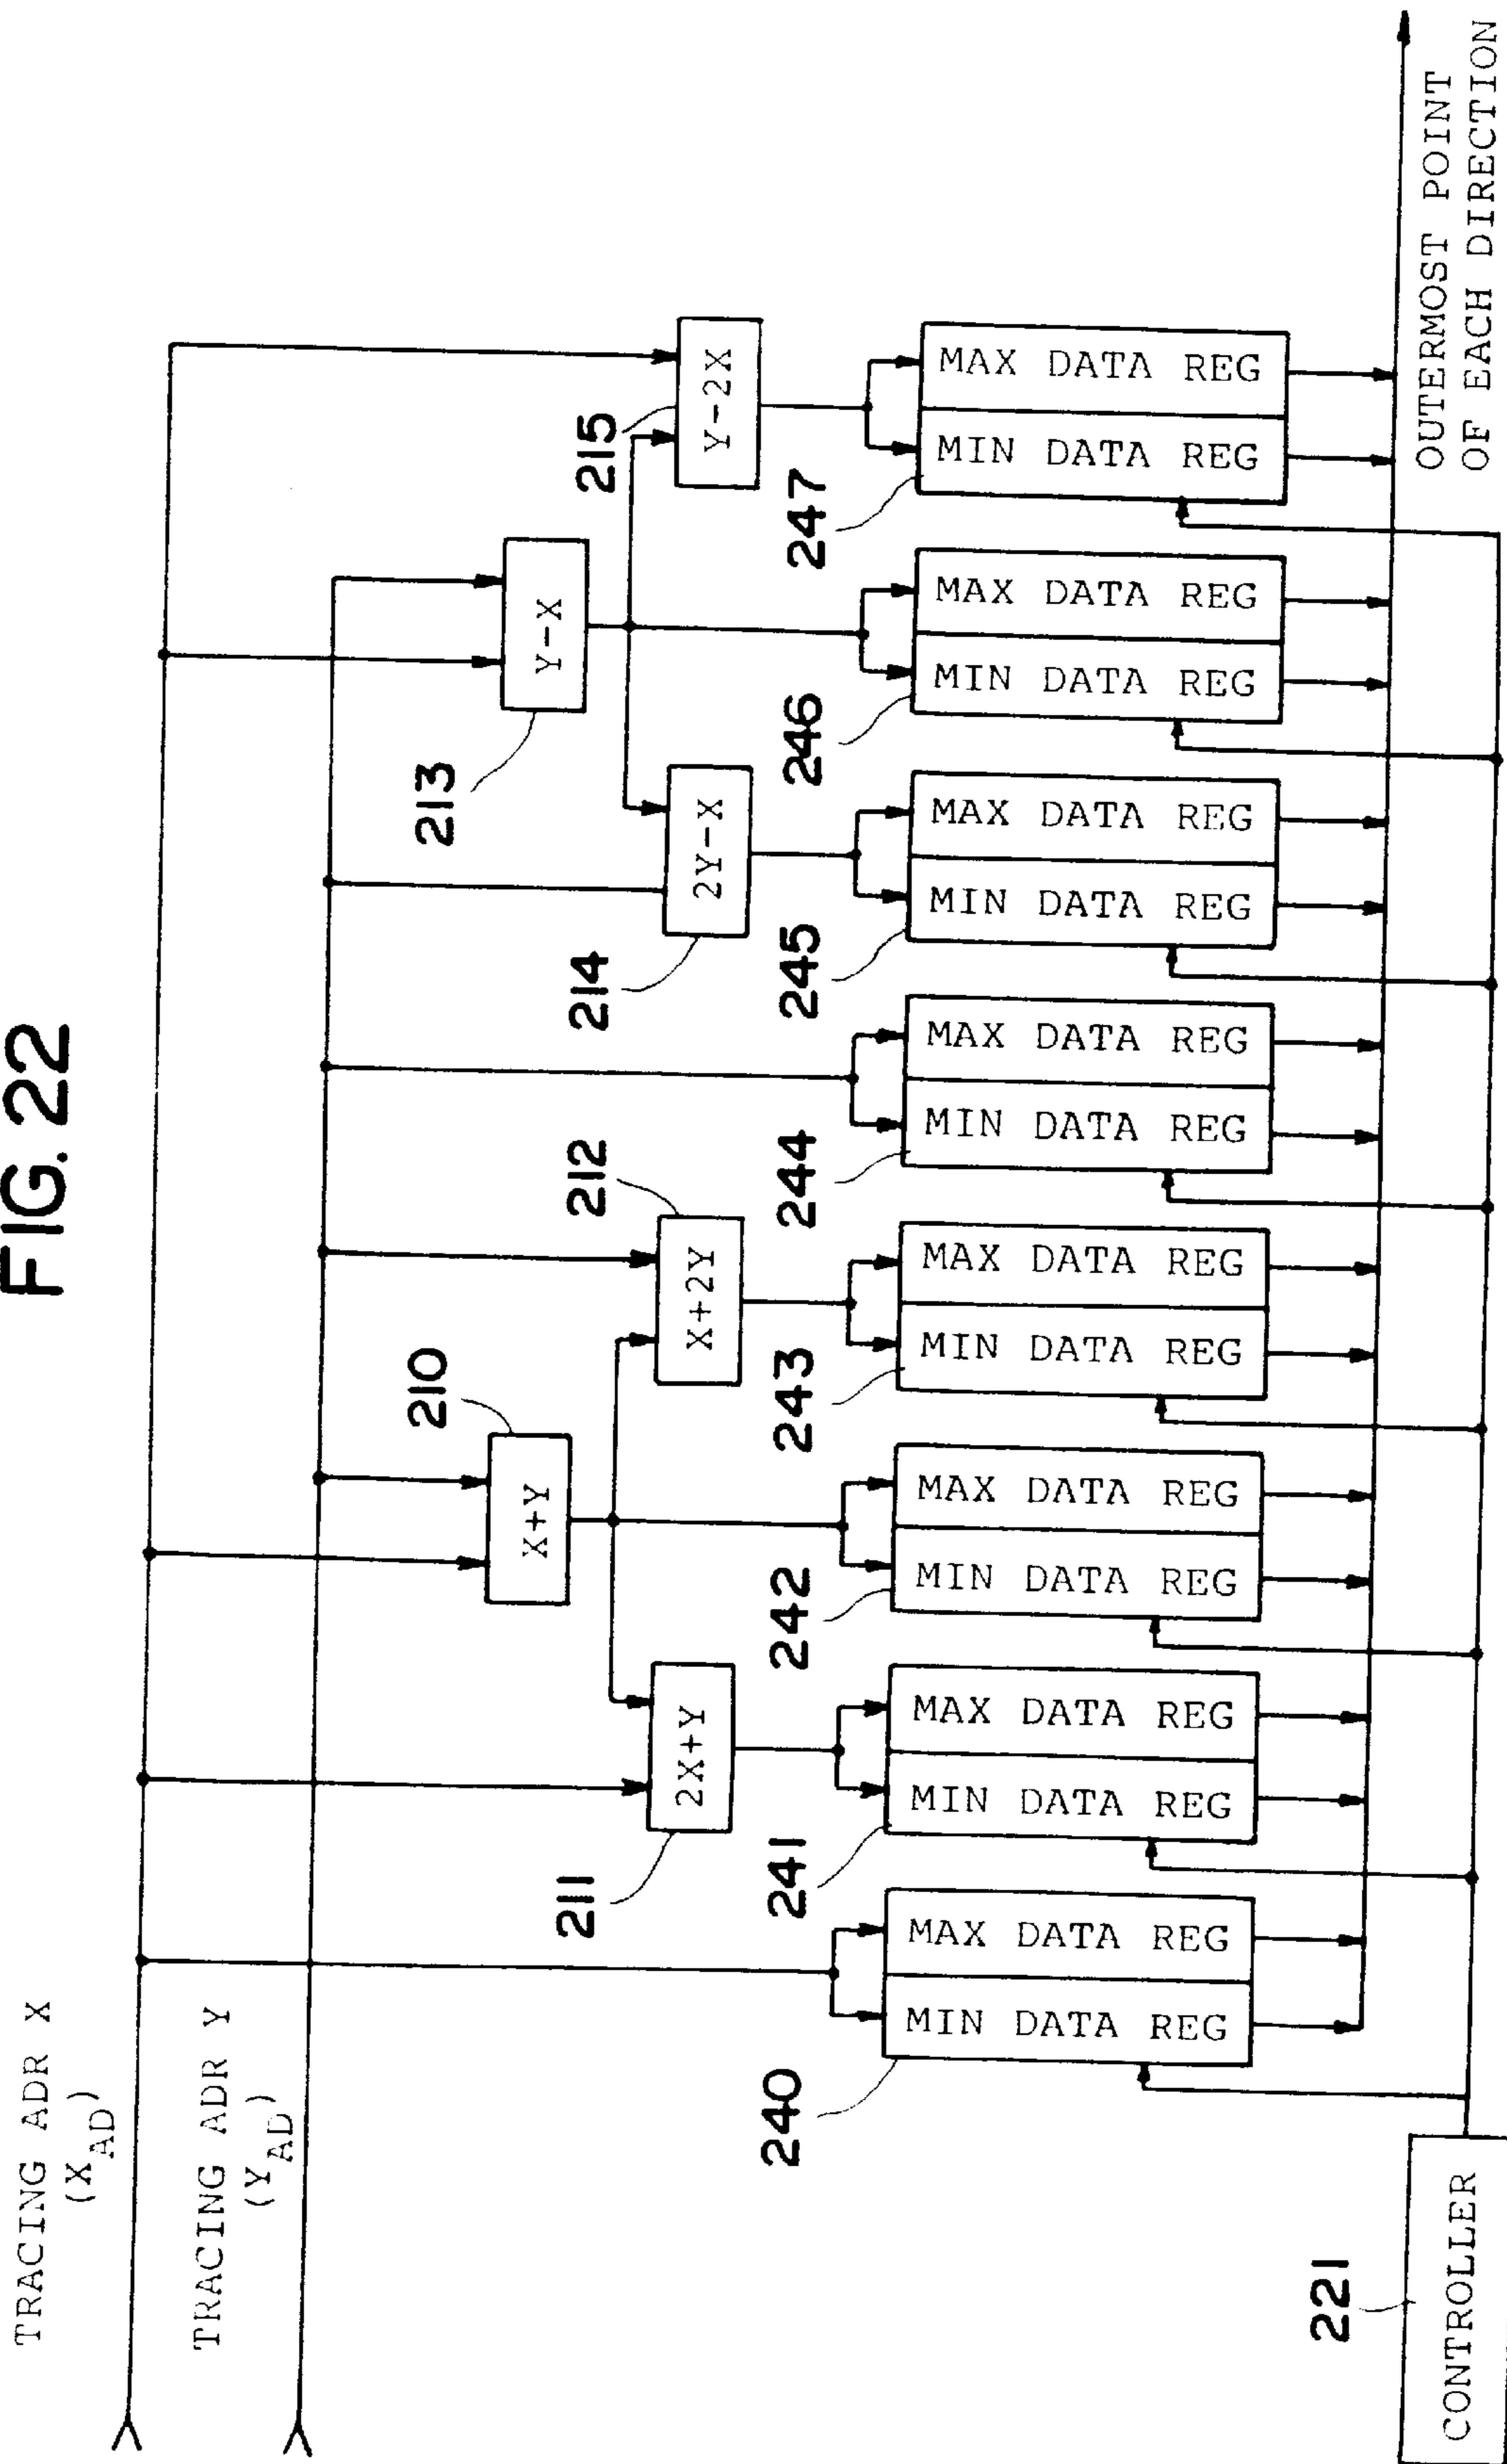 FIG. 22
TRACING ADR X
(X_AD)
TRACING ADR Y
(Y_AD)
210
X+Y
213
Y-X
211
2X+Y
212
X+2Y
214
2Y-X
215
Y-2X
240
MIN DATA REG
MAX DATA REG
241
MIN DATA REG
MAX DATA REG
242
MIN DATA REG
MAX DATA REG
243
MIN DATA REG
MAX DATA REG
244
MIN DATA REG
MAX DATA REG
245
MIN DATA REG
MAX DATA REG
246
MIN DATA REG
MAX DATA REG
247
MIN DATA REG
MAX DATA REG
221
CONTROLLER
OUTERMOST POINT
OF EACH DIRECTION